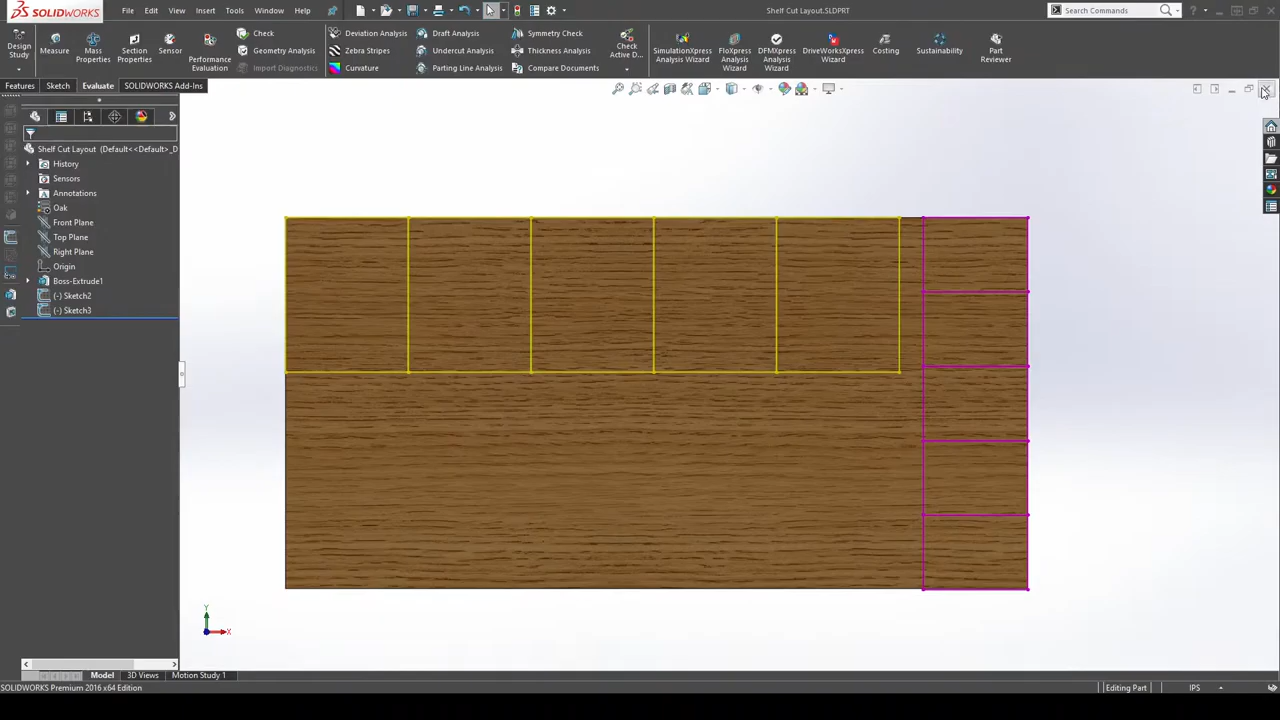 SOLIDWORKS
File Edit View Insert Tools Window Help
Shelf Cut Layout.SLDPRT
Search Commands
Design Study
Measure
Mass Properties
Section Properties
Sensor
Performance Evaluation
Check
Geometry Analysis
Import Diagnostics
Deviation Analysis
Zebra Stripes
Curvature
Draft Analysis
Undercut Analysis
Parting Line Analysis
Symmetry Check
Thickness Analysis
Compare Documents
Check Active D...
SimulationXpress Analysis Wizard
FloXpress Analysis Wizard
DFMXpress Analysis Wizard
DriveWorksXpress Wizard
Costing
Sustainability
Part Reviewer
Features Sketch Evaluate SOLIDWORKS Add-Ins
Shelf Cut Layout (Default<<Default>_D
History
Sensors
Annotations
Oak
Front Plane
Top Plane
Right Plane
Origin
Boss-Extrude1
(-) Sketch2
(-) Sketch3
Y
X
Model 3D Views Motion Study 1
SOLIDWORKS Premium 2016 x64 Edition
Editing Part
IPS